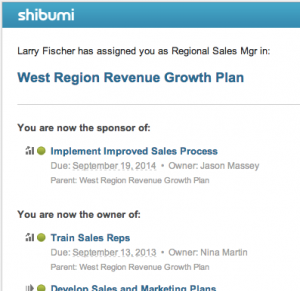 shibumi
Larry Fischer has assigned you as Regional Sales Mgr in:
West Region Revenue Growth Plan
You are now the sponsor of:
Implement Improved Sales Process
Due: September 19, 2014 • Owner: Jason Massey
Parent: West Region Revenue Growth Plan
You are now the owner of:
Train Sales Reps
Due: September 13, 2013 • Owner: Nina Martin
Parent: West Region Revenue Growth Plan
Develop Sales and Marketing Plans